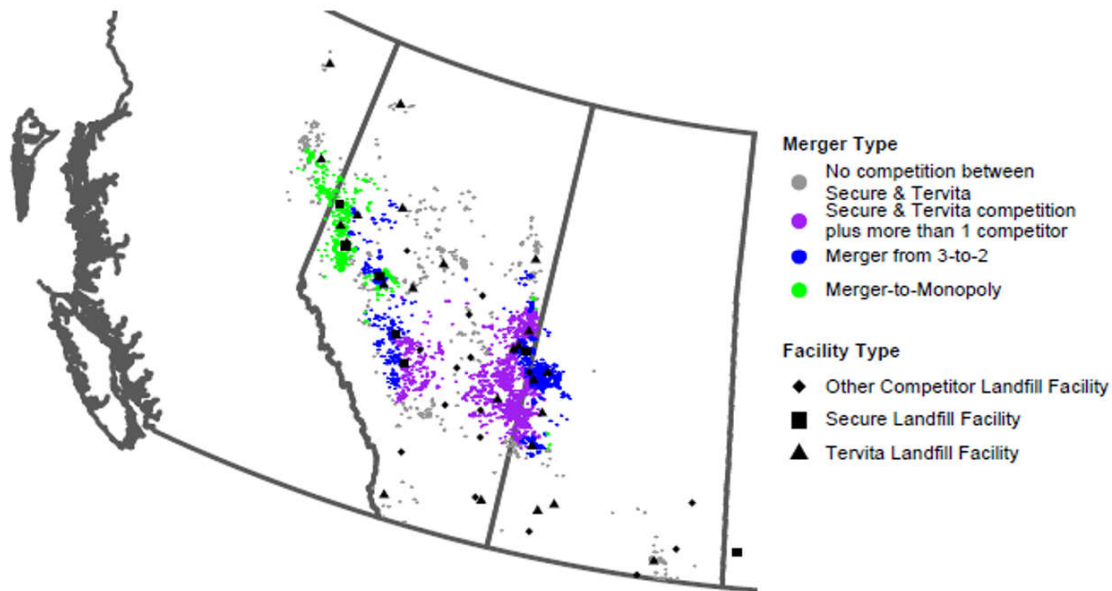 Merger Type
No competition between
Secure & Tervita
Secure & Tervita competition
plus more than 1 competitor
Merger from 3-to-2
Merger-to-Monopoly
Facility Type
Other Competitor Landfill Facility
Secure Landfill Facility
Tervita Landfill Facility